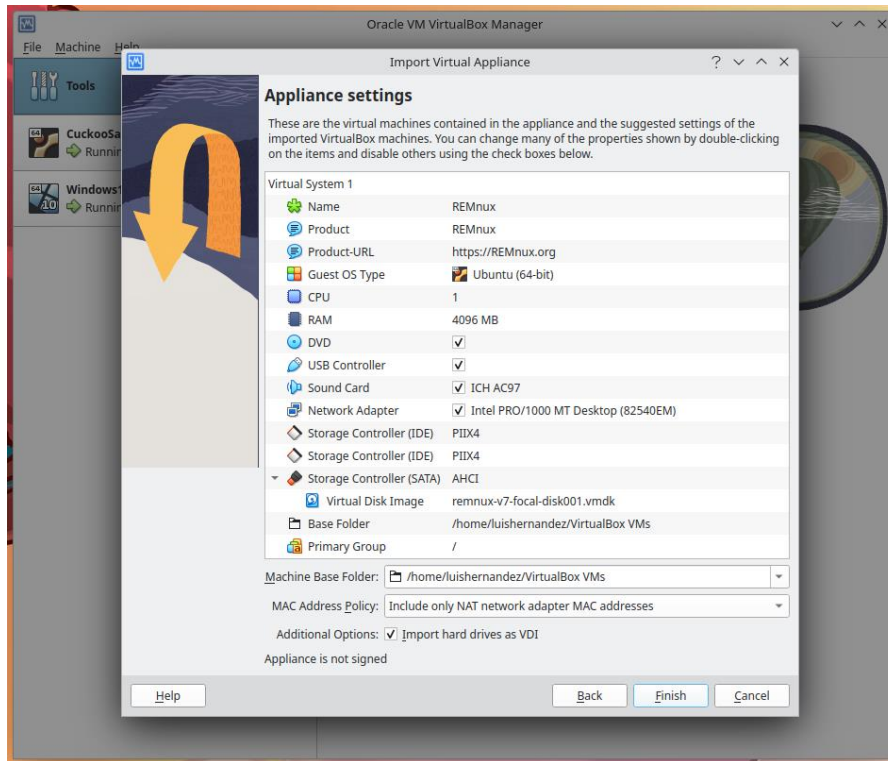 Oracle VM VirtualBox Manager
File Machine Help
Import Virtual Appliance
Tools
64
CuckooSa
Runnin
64
10
Windows1
Runnin
Appliance settings
These are the virtual machines contained in the appliance and the suggested settings of the
imported VirtualBox machines. You can change many of the properties shown by double-clicking
on the items and disable others using the check boxes below.
Virtual System 1
Name REMnux
Product REMnux
Product-URL https://REMnux.org
Guest OS Type Ubuntu (64-bit)
CPU 1
RAM 4096 MB
DVD
USB Controller
Sound Card ICH AC97
Network Adapter Intel PRO/1000 MT Desktop (82540EM)
Storage Controller (IDE) PIIX4
Storage Controller (IDE) PIIX4
Storage Controller (SATA) AHCI
Virtual Disk Image remnux-v7-focal-disk001.vmdk
Base Folder /home/luishernandez/VirtualBox VMs
Primary Group /
Machine Base Folder: /home/luishernandez/VirtualBox VMs
MAC Address Policy: Include only NAT network adapter MAC addresses
Additional Options: Import hard drives as VDI
Appliance is not signed
Help Back Finish Cancel